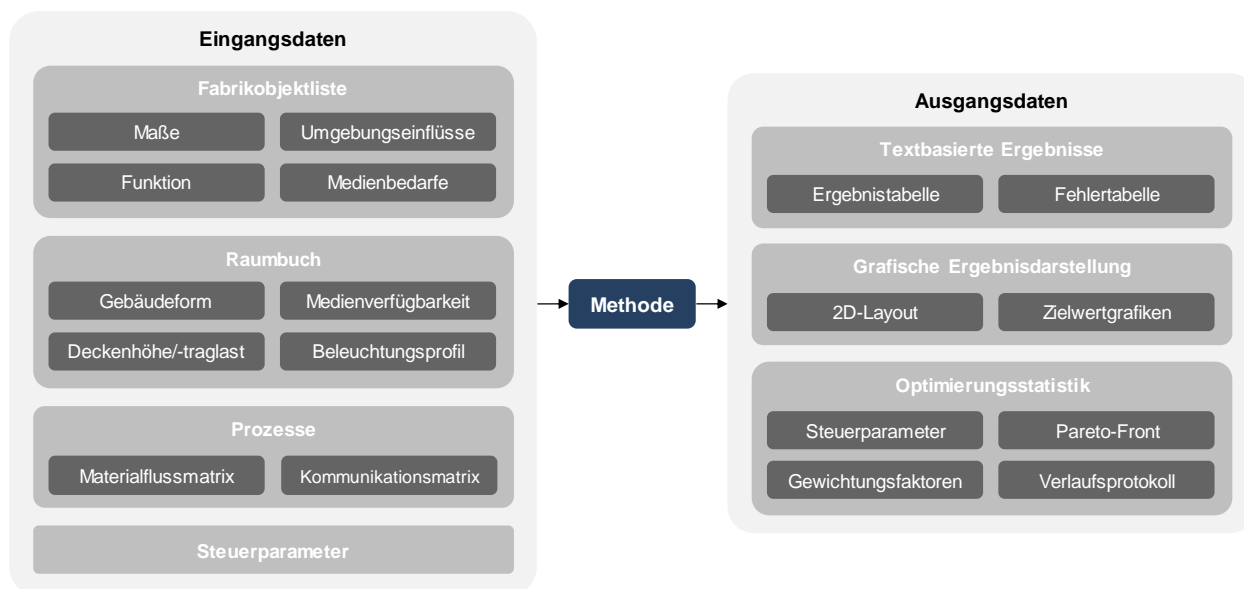 Eingangsdaten
Fabrikobjektliste
Maße
Umgebungseinflüsse
Funktion
Medienbedarfe
Raumbuch
Gebäudeform
Medienverfügbarkeit
Deckenhöhe/-traglast
Beleuchtungsprofil
Prozesse
Materialflussmatrix
Kommunikationsmatrix
Steuerparameter
Methode
Ausgangsdaten
Textbasierte Ergebnisse
Ergebnistabelle
Fehlertabelle
Grafische Ergebnisdarstellung
2D-Layout
Zielwertgrafiken
Optimierungsstatistik
Steuerparameter
Pareto-Front
Gewichtungsfaktoren
Verlaufsprotokoll